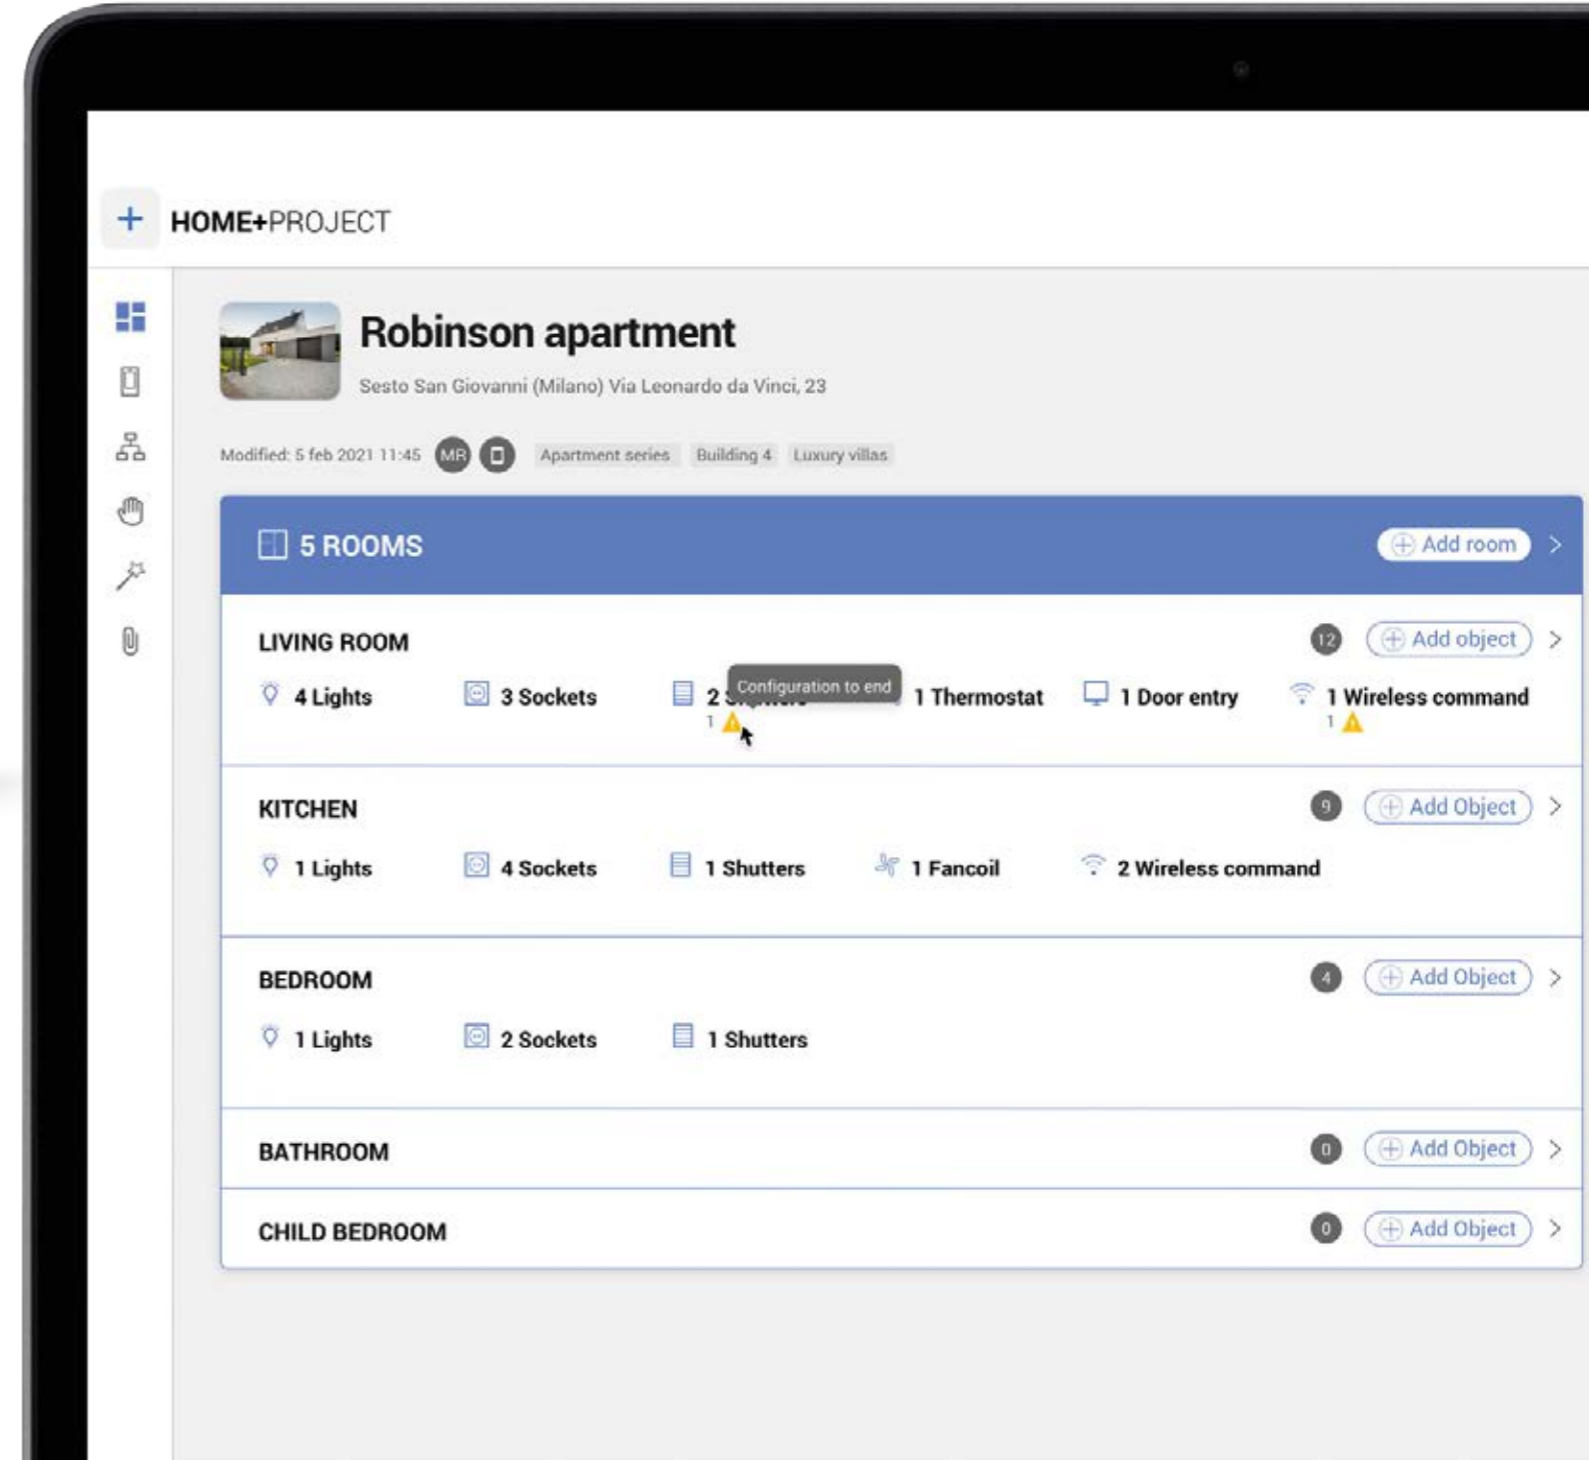 HOME+PROJECT
Robinson apartment
Sesto San Giovanni (Milano) Via Leonardo da Vinci, 23
Modified: 5 feb 2021 11:45 MR Apartment series Building 4 Luxury villas
5 ROOMS Add room
LIVING ROOM 12 Add object
4 Lights 3 Sockets 2 Configuration to end 1 Thermostat 1 Door entry 1 Wireless command
1 1
KITCHEN 9 Add Object
1 Lights 4 Sockets 1 Shutters 1 Fancoil 2 Wireless command
BEDROOM 4 Add Object
1 Lights 2 Sockets 1 Shutters
BATHROOM 0 Add Object
CHILD BEDROOM 0 Add Object